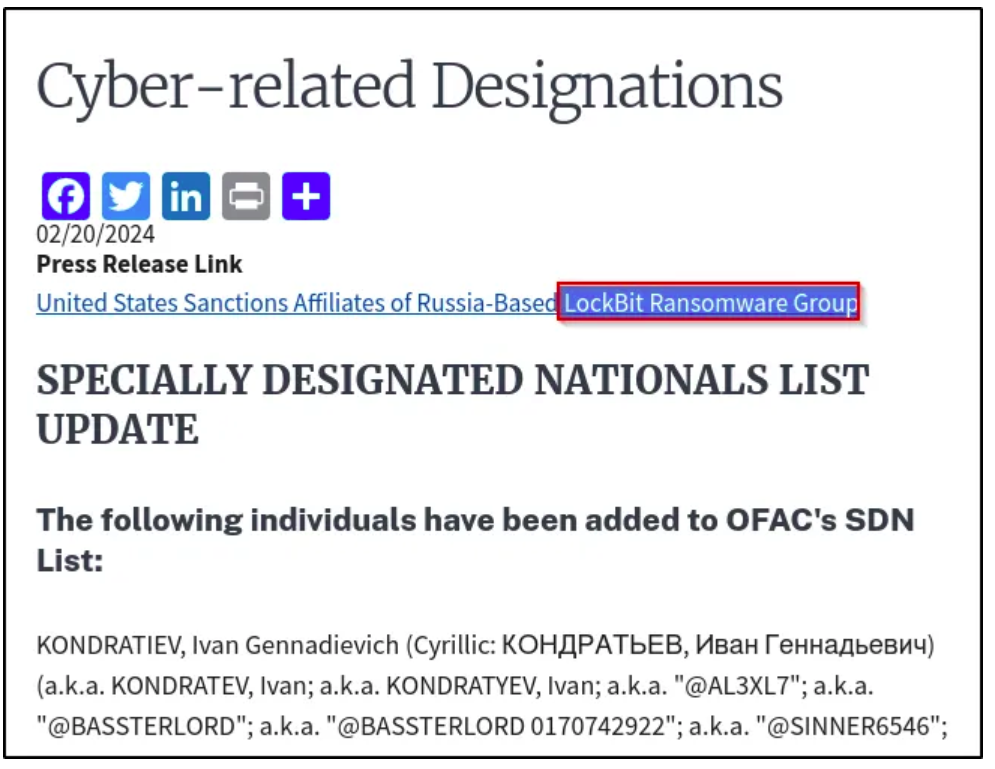 Cyber-related Designations
02/20/2024
Press Release Link
United States Sanctions Affiliates of Russia-Based LockBit Ransomware Group
SPECIALLY DESIGNATED NATIONALS LIST
UPDATE
The following individuals have been added to OFAC's SDN
List:
KONDRATIEV, Ivan Gennadievich (Cyrillic: КОНДРАТЬЕВ, Иван Геннадьевич)
(a.k.a. KONDRATEV, Ivan; a.k.a. KONDRATYEV, Ivan; a.k.a. "@AL3XL7"; a.k.a.
"@BASSTERLORD"; a.k.a. "@BASSTERLORD 0170742922"; a.k.a. "@SINNER6546";